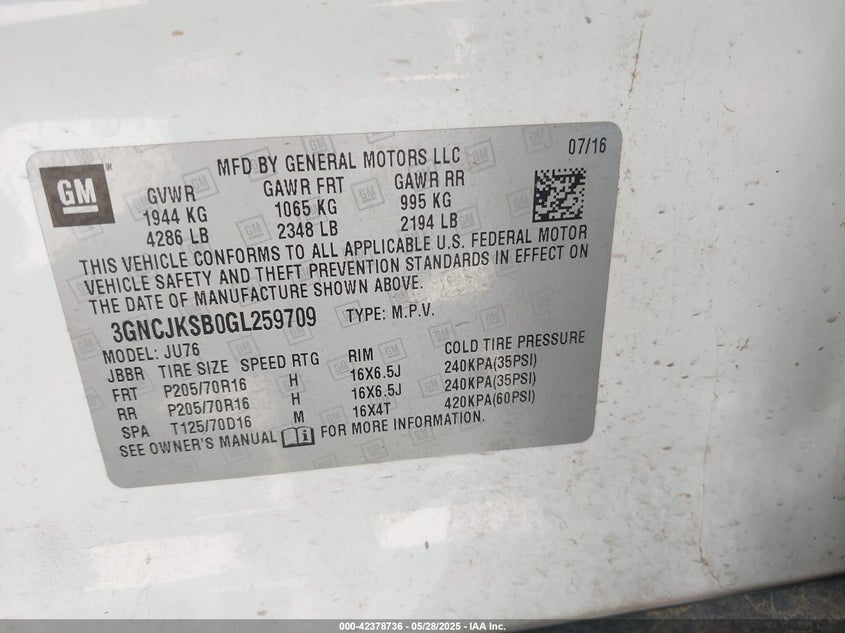 GM
MFD BY GENERAL MOTORS LLC 07/16
GVWR GAWR FRT GAWR RR
1944 KG 1065 KG 995 KG
4286 LB 2348 LB 2194 LB
THIS VEHICLE CONFORMS TO ALL APPLICABLE U.S. FEDERAL MOTOR
VEHICLE SAFETY AND THEFT PREVENTION STANDARDS IN EFFECT ON
THE DATE OF MANUFACTURE SHOWN ABOVE.
3GNCJKSB0GL259709 TYPE: M.P.V.
MODEL: JU76
JBBR TIRE SIZE SPEED RTG RIM COLD TIRE PRESSURE
FRT P205/70R16 H 16X6.5J 240KPA(35PSI)
RR P205/70R16 H 16X6.5J 240KPA(35PSI)
SPA T125/70D16 M 16X4T 420KPA(60PSI)
SEE OWNER'S MANUAL FOR MORE INFORMATION.
000-42378736 - 05/28/2025 - IAA Inc.